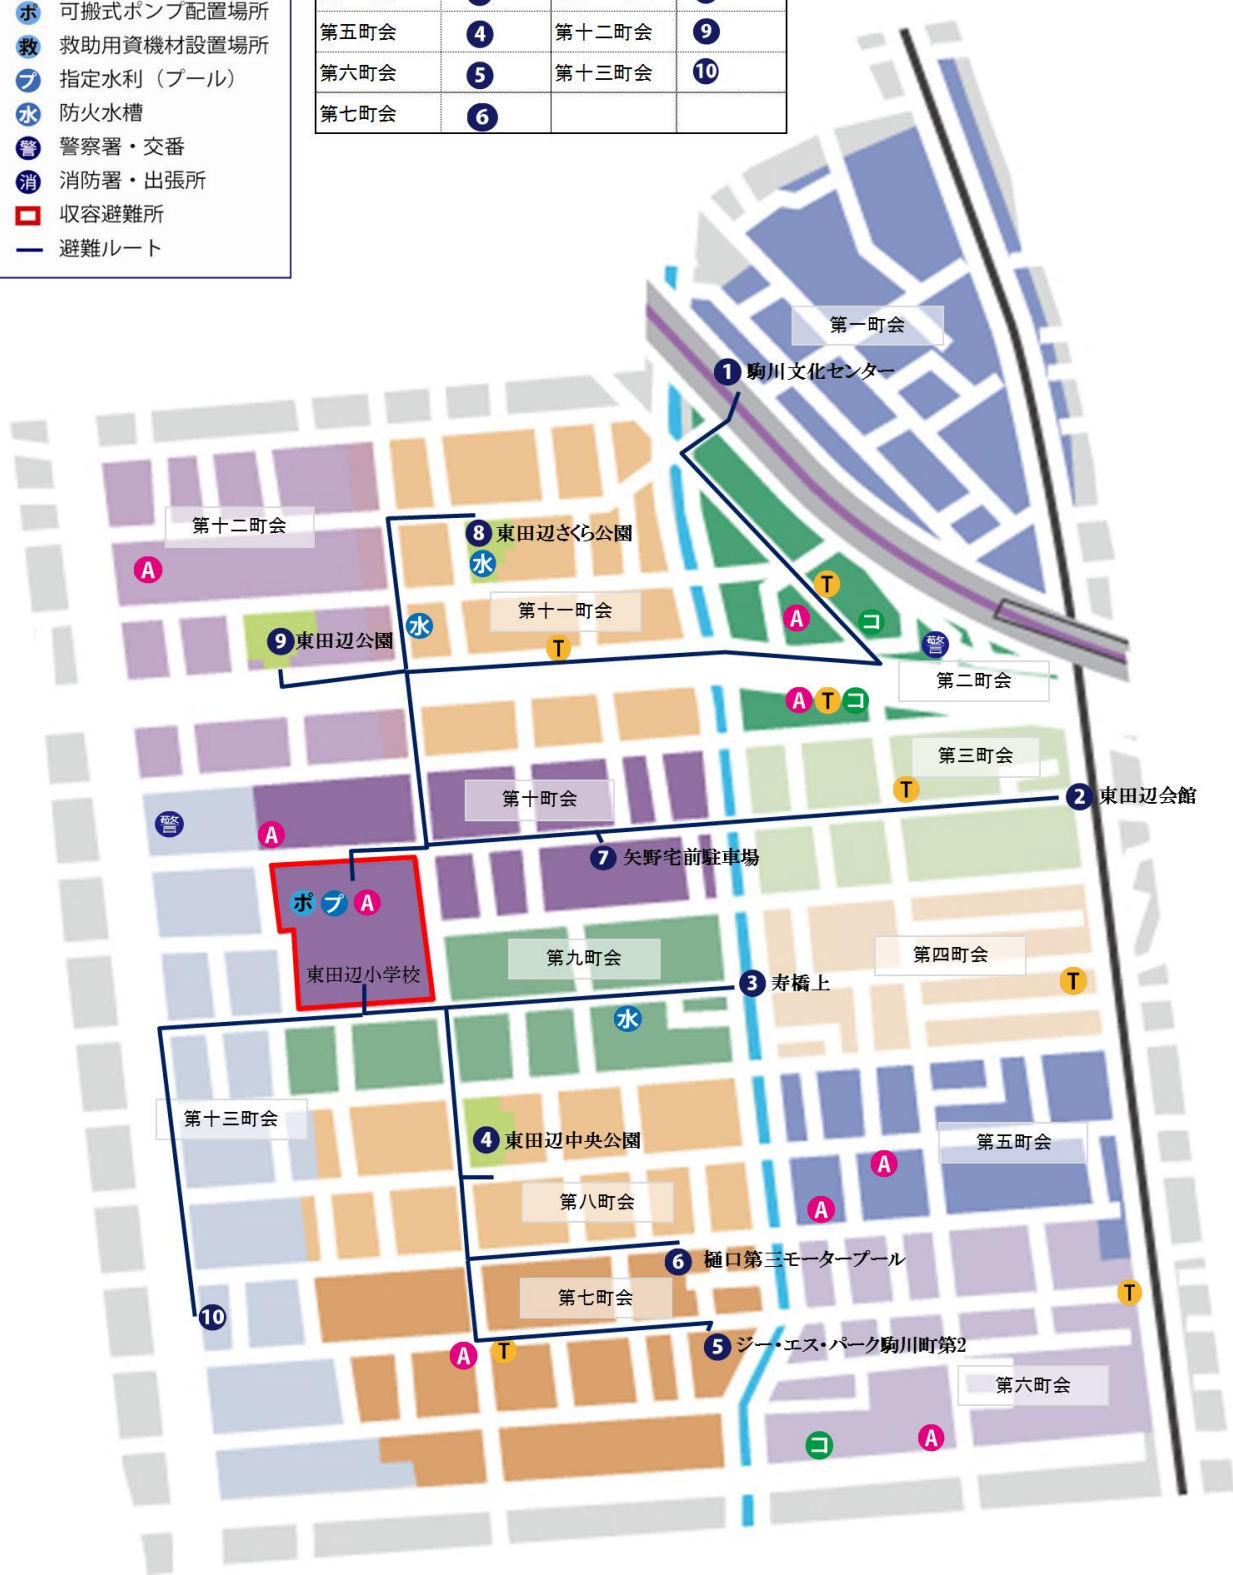 ポ 可搬式ポンプ配置場所
救 救助用資機材設置場所
プ 指定水利（プール）
水 防火水槽
警 警察署・交番
消 消防署・出張所
収容避難所
避難ルート
第五町会 4 第十二町会 9
第六町会 5 第十三町会 10
第七町会 6
第一町会
1 駒川文化センター
第十二町会
8 東田辺さくら公園
水
A
T
第十一町会
A
コ
水
9 東田辺公園
警
T
第二町会
A T コ
第三町会
第十町会
T
2 東田辺会館
警
A
7 矢野宅前駐車場
ポ プ A
第九町会
第四町会
東田辺小学校
3 寿橋上
T
水
第十三町会
4 東田辺中央公園
第五町会
A
第八町会
A
6 樋口第三モータープール
第七町会
T
10
A T
5 ジー・エス・パーク駒川町第2
第六町会
コ
A